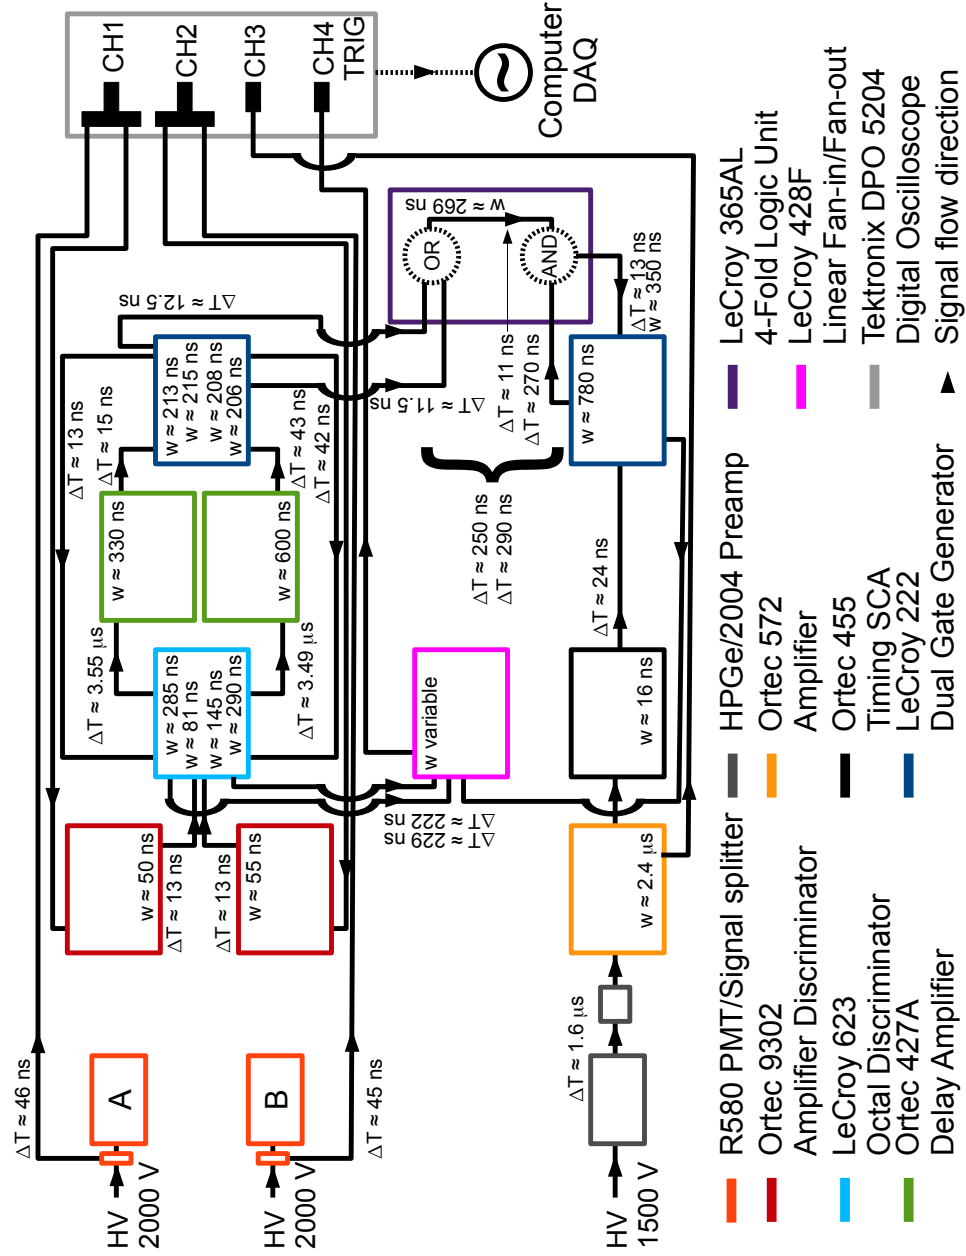 HV
2000 V
A
ΔT ≈ 46 ns
HV
2000 V
B
ΔT ≈ 45 ns
w ≈ 50 ns
ΔT ≈ 13 ns
ΔT ≈ 13 ns
w ≈ 55 ns
w ≈ 285 ns
w ≈ 81 ns
w ≈ 145 ns
w ≈ 290 ns
ΔT ≈ 3.55 µs
ΔT ≈ 3.49 µs
w ≈ 330 ns
w ≈ 600 ns
ΔT ≈ 13 ns
ΔT ≈ 15 ns
ΔT ≈ 43 ns
ΔT ≈ 42 ns
w ≈ 213 ns
w ≈ 215 ns
w ≈ 208 ns
w ≈ 206 ns
ΔT ≈ 12.5 ns
ΔT ≈ 11.5 ns
CH1
CH2
CH3
CH4
TRIG
Computer
DAQ
ΔT ≈ 229 ns
ΔT ≈ 222 ns
w variable
OR
w ≈ 269 ns
AND
ΔT ≈ 11 ns
ΔT ≈ 270 ns
ΔT ≈ 250 ns
ΔT ≈ 290 ns
ΔT ≈ 13 ns
w ≈ 350 ns
w ≈ 780 ns
ΔT ≈ 24 ns
w ≈ 16 ns
w ≈ 2.4 µs
ΔT ≈ 1.6 µs
HV
1500 V
R580 PMT/Signal splitter
Ortec 9302
Amplifier Discriminator
LeCroy 623
Octal Discriminator
Ortec 427A
Delay Amplifier
HPGe/2004 Preamp
Ortec 572
Amplifier
Ortec 455
Timing SCA
LeCroy 222
Dual Gate Generator
LeCroy 365AL
4-Fold Logic Unit
LeCroy 428F
Linear Fan-in/Fan-out
Tektronix DPO 5204
Digital Oscilloscope
Signal flow direction